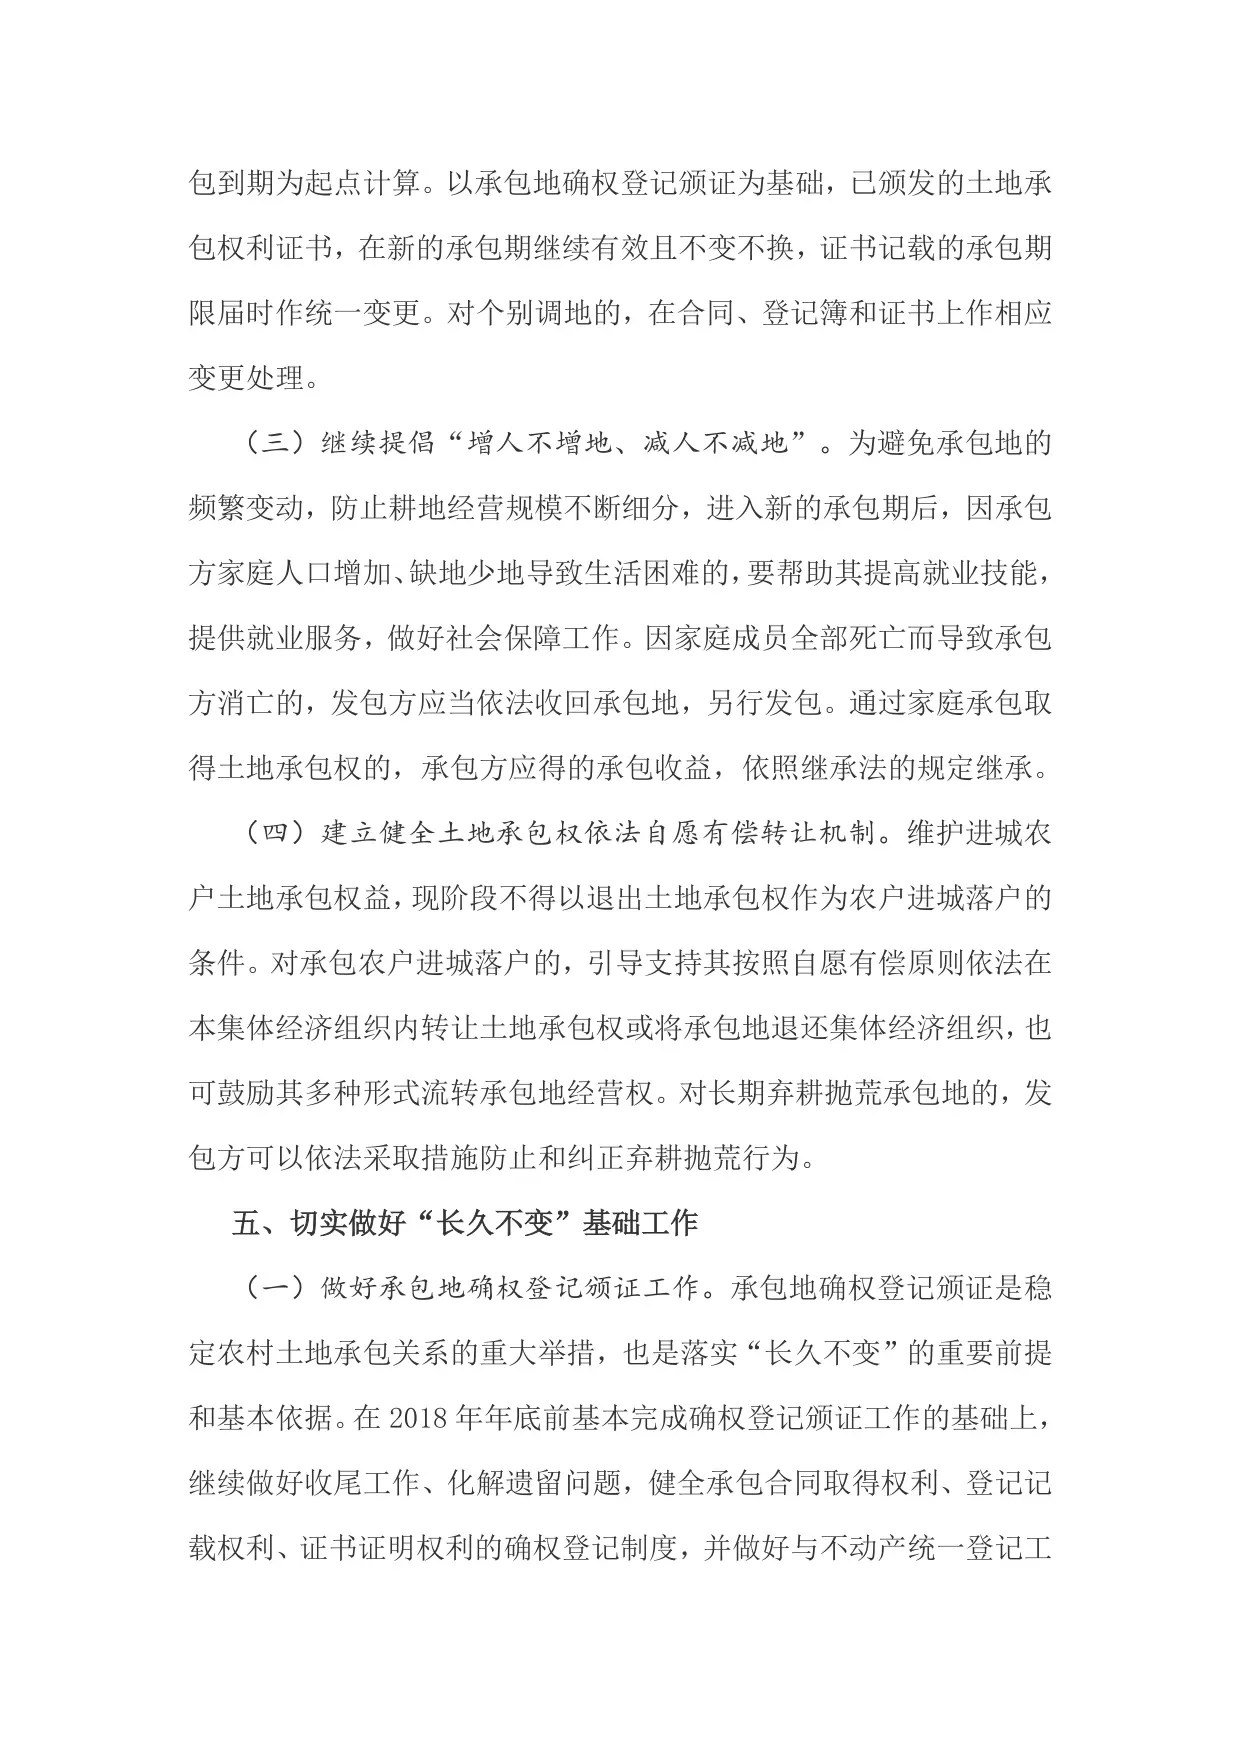 包到期为起点计算。以承包地确权登记颁证为基础，已颁发的土地承
包权利证书，在新的承包期继续有效且不变不换，证书记载的承包期
限届时作统一变更。对个别调地的，在合同、登记簿和证书上作相应
变更处理。
（三）继续提倡“增人不增地、减人不减地”。为避免承包地的
频繁变动，防止耕地经营规模不断细分，进入新的承包期后，因承包
方家庭人口增加、缺地少地导致生活困难的，要帮助其提高就业技能，
提供就业服务，做好社会保障工作。因家庭成员全部死亡而导致承包
方消亡的，发包方应当依法收回承包地，另行发包。通过家庭承包取
得土地承包权的，承包方应得的承包收益，依照继承法的规定继承。
（四）建立健全土地承包权依法自愿有偿转让机制。维护进城农
户土地承包权益，现阶段不得以退出土地承包权作为农户进城落户的
条件。对承包农户进城落户的，引导支持其按照自愿有偿原则依法在
本集体经济组织内转让土地承包权或将承包地退还集体经济组织，也
可鼓励其多种形式流转承包地经营权。对长期弃耕抛荒承包地的，发
包方可以依法采取措施防止和纠正弃耕抛荒行为。
五、切实做好“长久不变”基础工作
（一）做好承包地确权登记颁证工作。承包地确权登记颁证是稳
定农村土地承包关系的重大举措，也是落实“长久不变”的重要前提
和基本依据。在 2018 年年底前基本完成确权登记颁证工作的基础上，
继续做好收尾工作、化解遗留问题，健全承包合同取得权利、登记记
载权利、证书证明权利的确权登记制度，并做好与不动产统一登记工